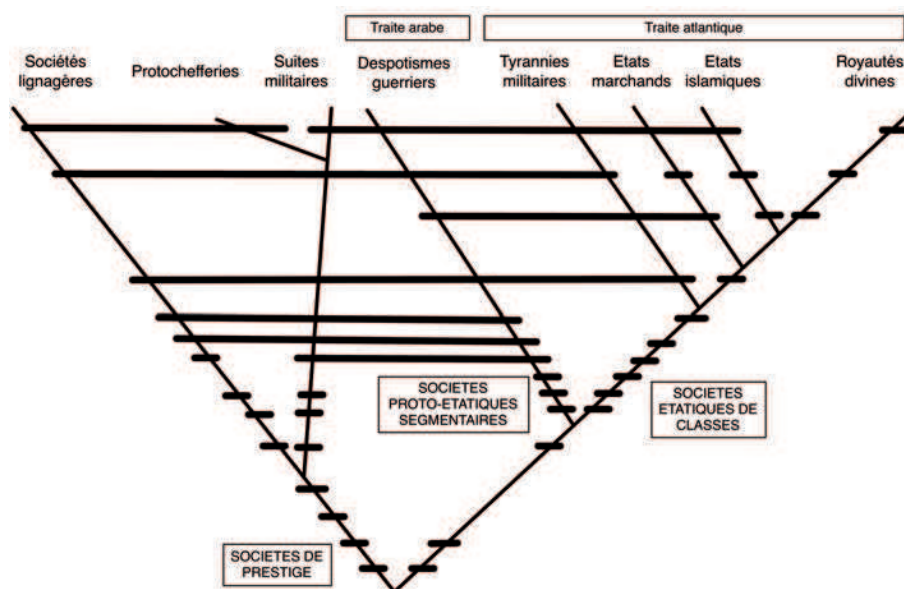 Traite arabe
Traite atlantique
Sociétés
lignagères
Protochefferies
Suites
militaires
Despotismes
guerriers
Tyrannies
militaires
Etats
marchands
Etats
islamiques
Royautés
divines
SOCIETES
PROTO-ETATIQUES
SEGMENTAIRES
SOCIETES
ETATIQUES DE
CLASSES
SOCIETES DE
PRESTIGE